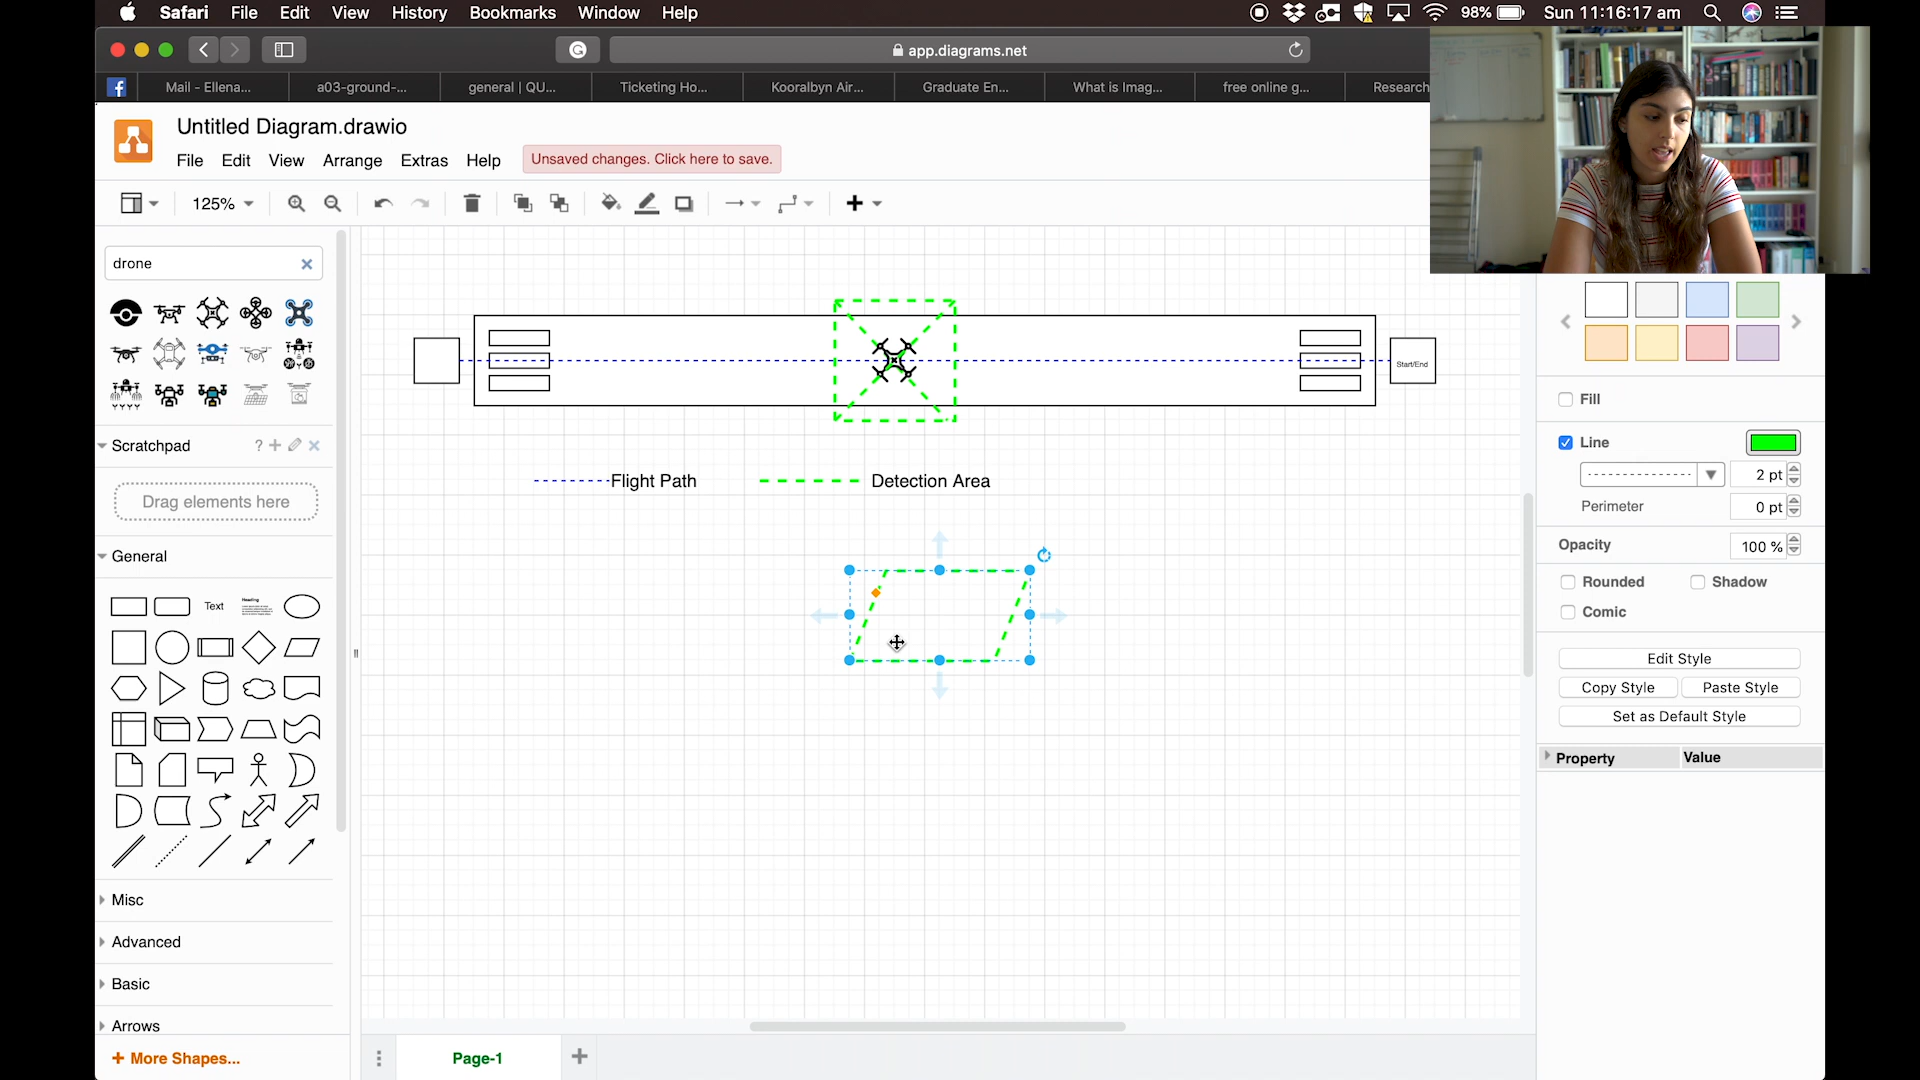 Safari File Edit View History Bookmarks Window Help 98% Sun 11:16:17 am
app.diagrams.net
Mail - Ellena... a03-ground-... general | QU... Ticketing Ho... Kooralbyn Air... Graduate En... What is Imag... free online g... Research
Untitled Diagram.drawio
File Edit View Arrange Extras Help Unsaved changes. Click here to save.
125%
drone
Start/End
Fill
Scratchpad ?
Line
2 pt
Flight Path Detection Area
Drag elements here
Perimeter 0 pt
Opacity 100 %
General
Rounded Shadow
Text Heading
Comic
Edit Style
Copy Style Paste Style
Set as Default Style
Property Value
Misc
Advanced
Basic
Arrows
+ More Shapes...
Page-1